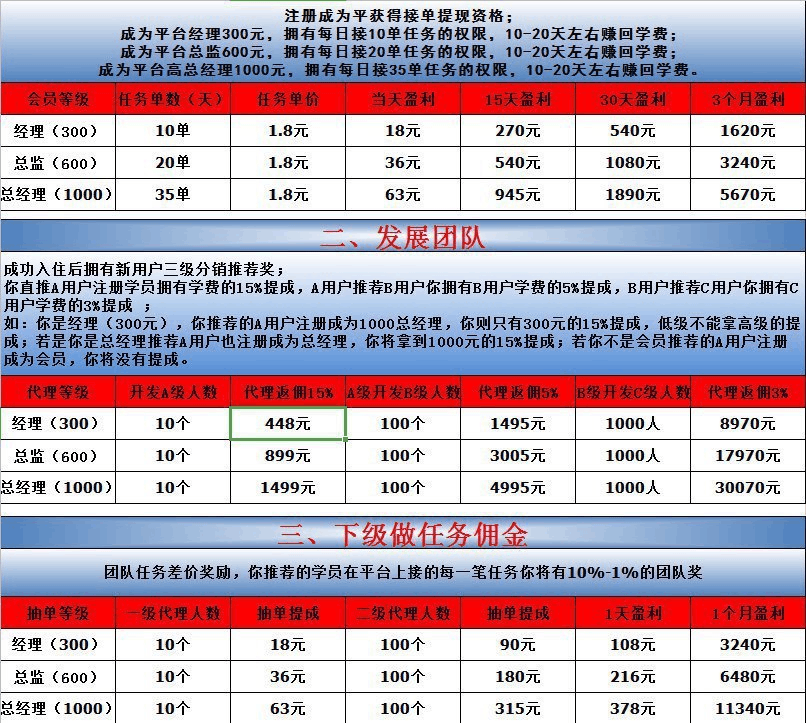 注册成为平获得接单提现资格；
成为平台经理300元，拥有每日接10单任务的权限，10-20天左右赚回学费；
成为平台总监600元，拥有每日接20单任务的权限，10-20天左右赚回学费；
成为平台高总经理1000元，拥有每日接35单任务的权限，10-20天左右赚回学费。
会员等级 任务单数（天） 任务单价 当天盈利 15天盈利 30天盈利 3个月盈利
经理（300） 10单 1.8元 18元 270元 540元 1620元
总监（600） 20单 1.8元 36元 540元 1080元 3240元
总经理（1000） 35单 1.8元 63元 945元 1890元 5670元
二、发展团队
成功入住后拥有新用户三级分销推荐奖；
你直推A用户注册学员拥有学费的15%提成，A用户推荐B用户你拥有B用户学费的5%提成，B用户推荐C用户你拥有C
用户学费的3%提成 ；
如：你是经理（300元），你推荐的A用户注册成为1000总经理，你则只有300元的15%提成，低级不能拿高级的提
成；若是你是总经理推荐A用户也注册成为总经理，你将拿到1000元的15%提成；若你不是会员推荐的A用户注册
成为会员，你将没有提成。
代理等级 开发A级人数 代理返佣15% A级开发B级人数 代理返佣5% B级开发C级人数 代理返佣3%
经理（300） 10个 448元 100个 1495元 1000人 8970元
总监（600） 10个 899元 100个 3005元 1000人 17970元
总经理（1000） 10个 1499元 100个 4995元 1000人 30070元
三、下级做任务佣金
团队任务差价奖励，你推荐的学员在平台上接的每一笔任务你将有10%-1%的团队奖
抽单等级 一级代理人数 抽单提成 二级代理人数 抽单提成 1天盈利 1个月盈利
经理（300） 10个 18元 100个 90元 108元 3240元
总监（600） 10个 36元 100个 180元 216元 6480元
总经理（1000） 10个 63元 100个 315元 378元 11340元